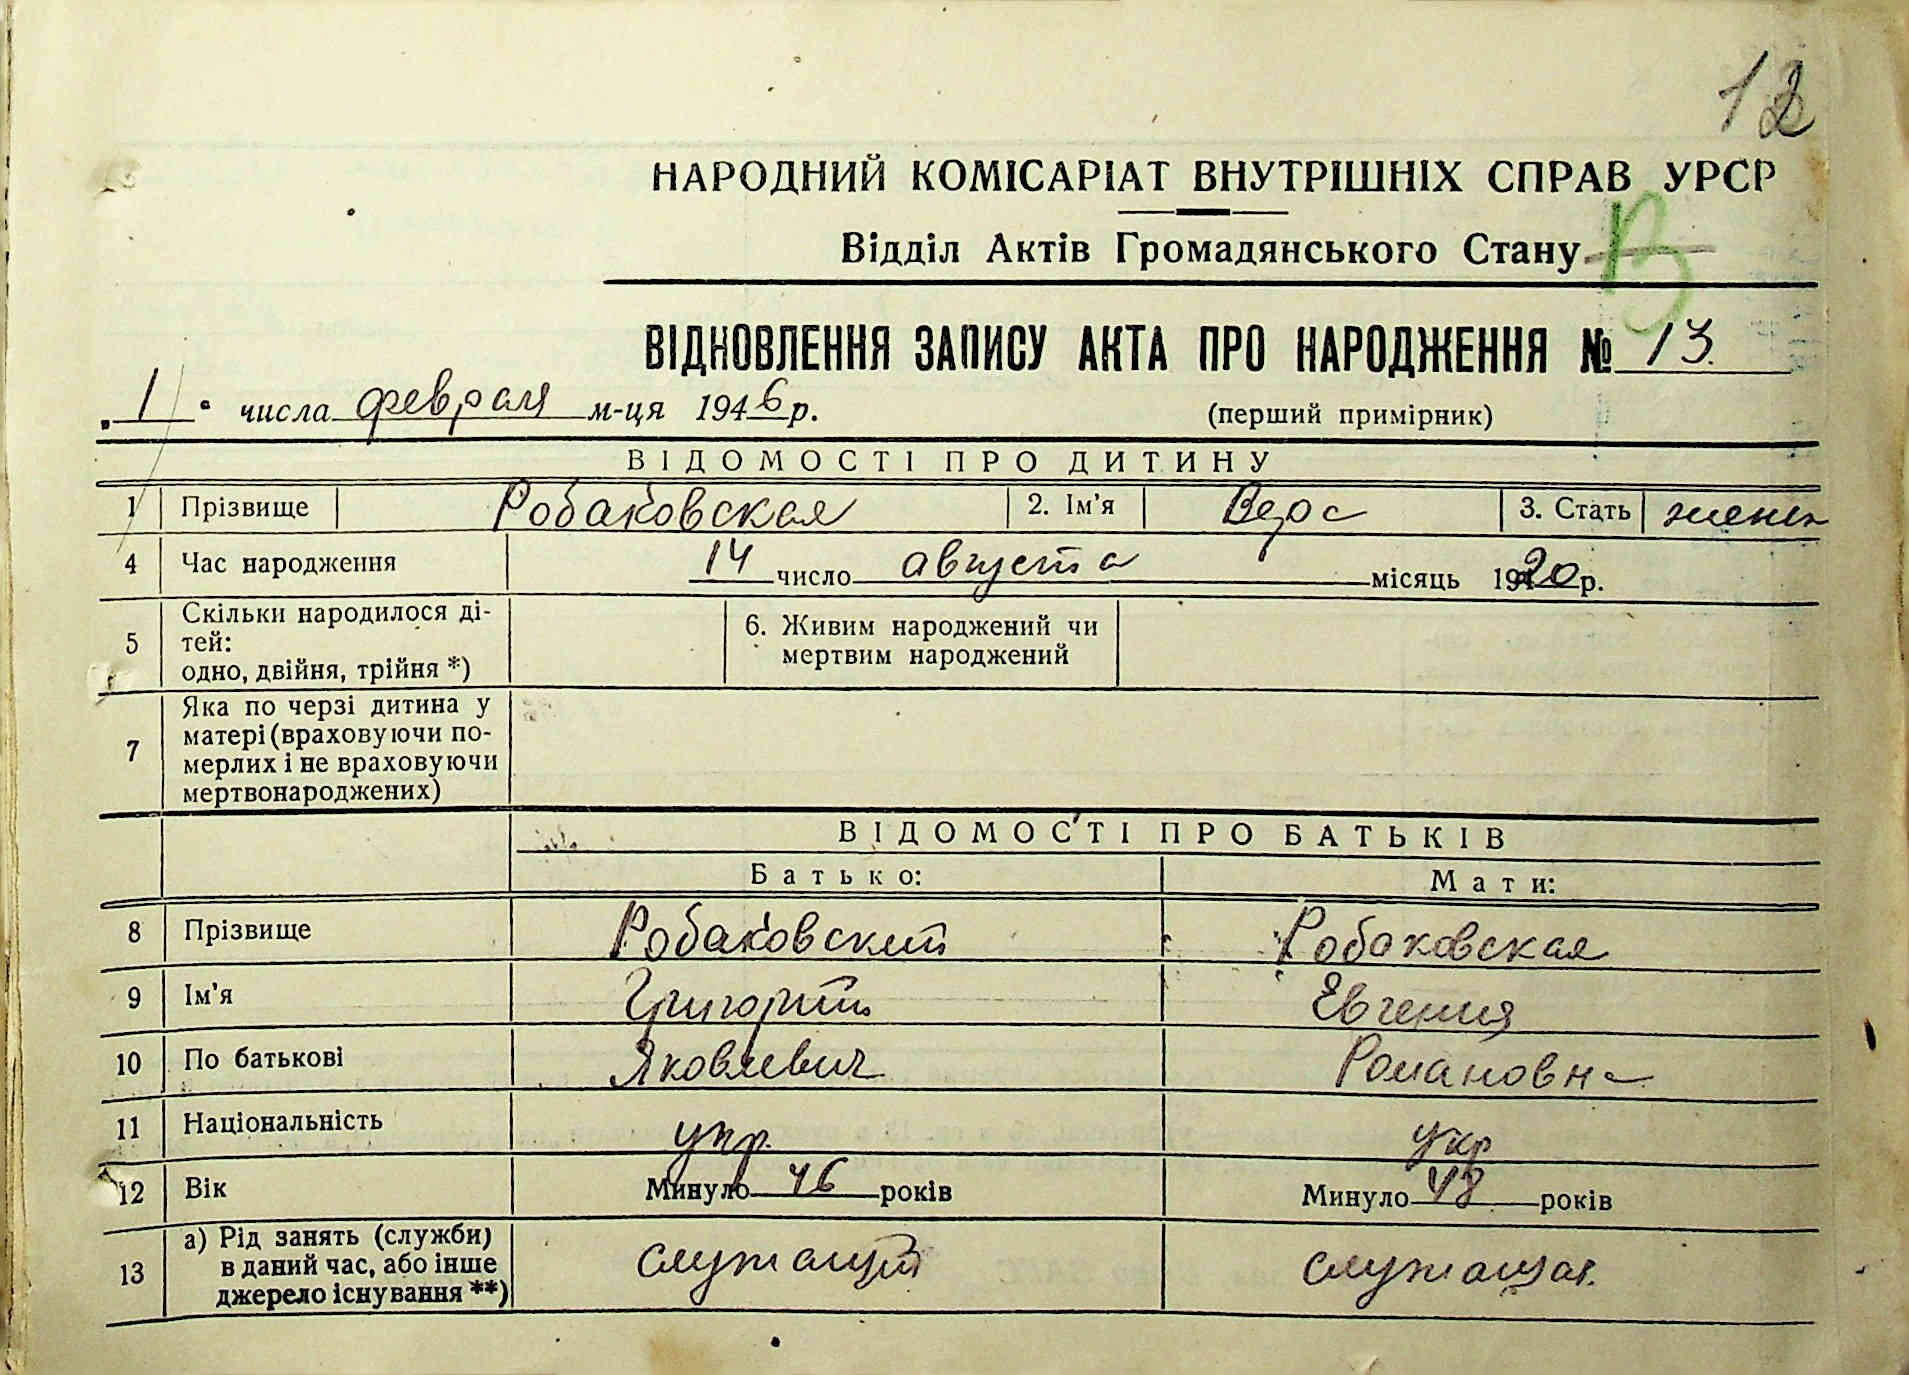 НАРОДНИЙ КОМІСАРІАТ ВНУТРІШНІХ СПРАВ УРСР
Відділ Актів Громадянського Стану
В
ВІДНОВЛЕННЯ ЗАПИСУ АКТА ПРО НАРОДЖЕННЯ № 13.
„1" числа февраля м-ця 1946 р. (перший примірник)
ВІДОМОСТІ ПРО ДИТИНУ
1 Прізвище Робаковская 2. Ім'я Вера 3. Стать женск
4 Час народження 14 число августа місяць 1920 р.
5 Скільки народилося ді-
тей:
одно, двійня, трійня *)
6. Живим народжений чи
мертвим народжений
7 Яка по черзі дитина у
матері (враховуючи по-
мерлих і не враховуючи
мертвонароджених)
ВІДОМОСТІ ПРО БАТЬКІВ
Батько: Мати:
8 Прізвище Робаковский Робаковская
9 Ім'я Григорий Евгения
10 По батькові Яковлевич Романовна
11 Національність укр. укр
12 Вік Минуло 46 років Минуло 48 років
13 а) Рід занять (служби)
в даний час, або інше
джерело існування **)
служащий служащая.